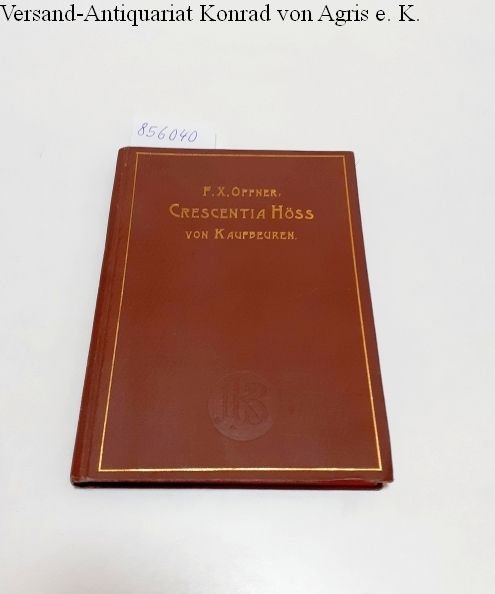 Versand-Antiquariat Konrad von Agris e. K.
856040
F. X. OFFNER.
CRESCENTIA HÖSS
VON KAUFBEUREN.